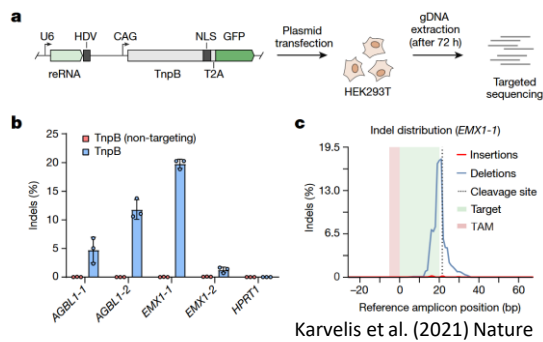 a
U6 HDV CAG NLS GFP
reRNA TnpB T2A
Plasmid
transfection
HEK293T
gDNA
extraction
(after 72 h)
Targeted
sequencing
b
TnpB (non-targeting)
TnpB
Indels (%)
25
20
15
10
5
0
AGBL1-1
AGBL1-2
EMX1-1
EMX1-2
HPRT1
c
Indel distribution (EMX1-1)
Indels (%)
19.5
13.0
6.5
0
−20 0 20 40 60
Reference amplicon position (bp)
Insertions
Deletions
Cleavage site
Target
TAM
Karvelis et al. (2021) Nature